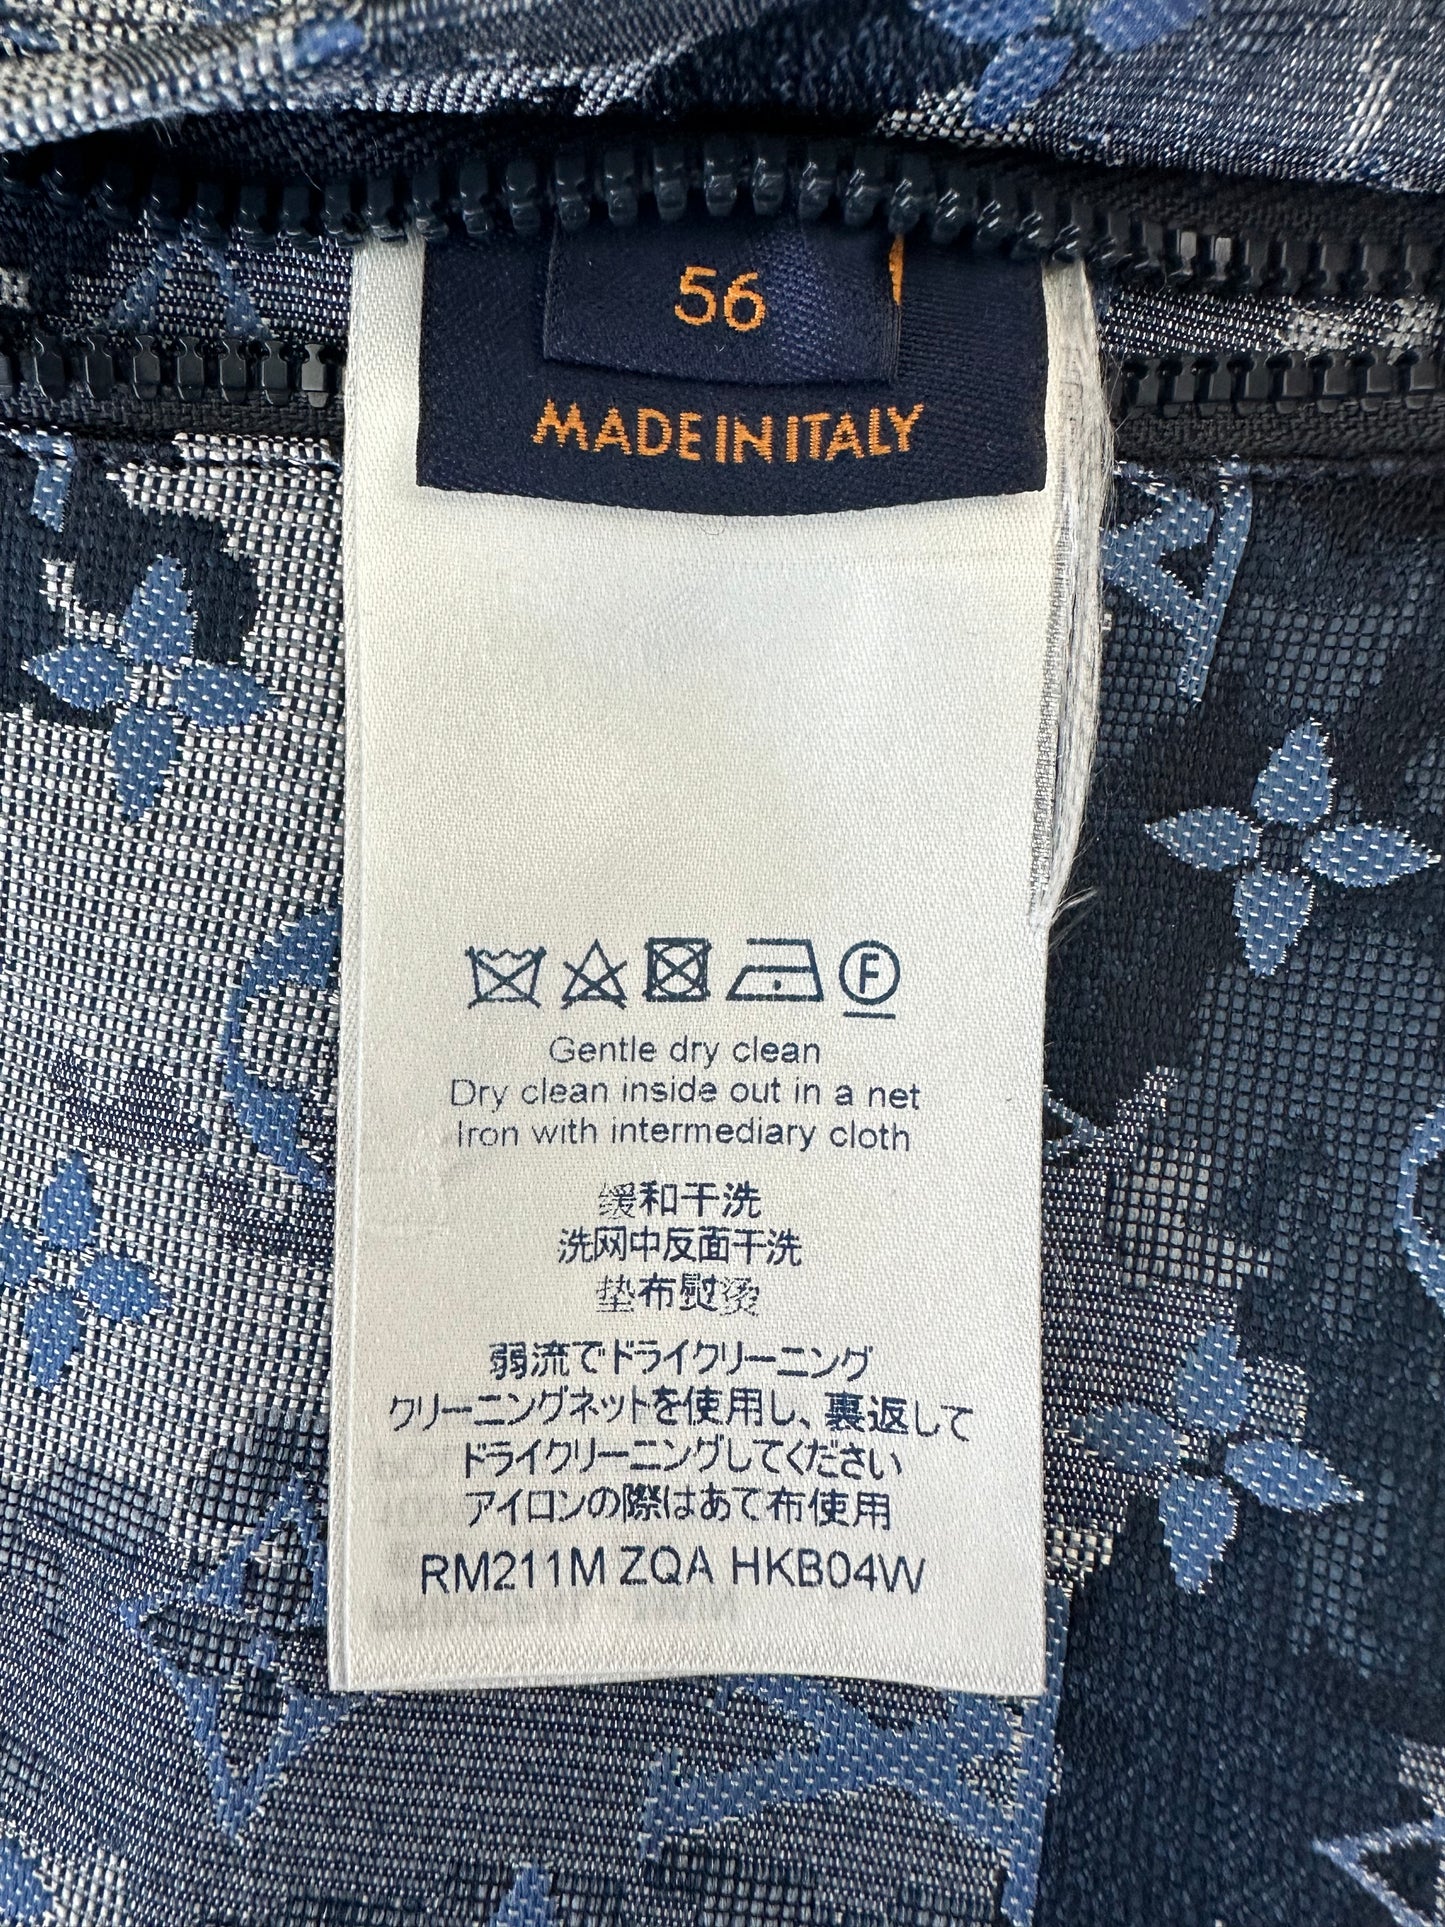 56
MADE IN ITALY
F
Gentle dry clean
Dry clean inside out in a net
Iron with intermediary cloth
缓和干洗
洗网中反面干洗
垫布熨烫
弱流でドライクリーニング
クリーニングネットを使用し、裏返して
ドライクリーニングしてください
アイロンの際はあて布使用
RM211M ZQA HKB04W